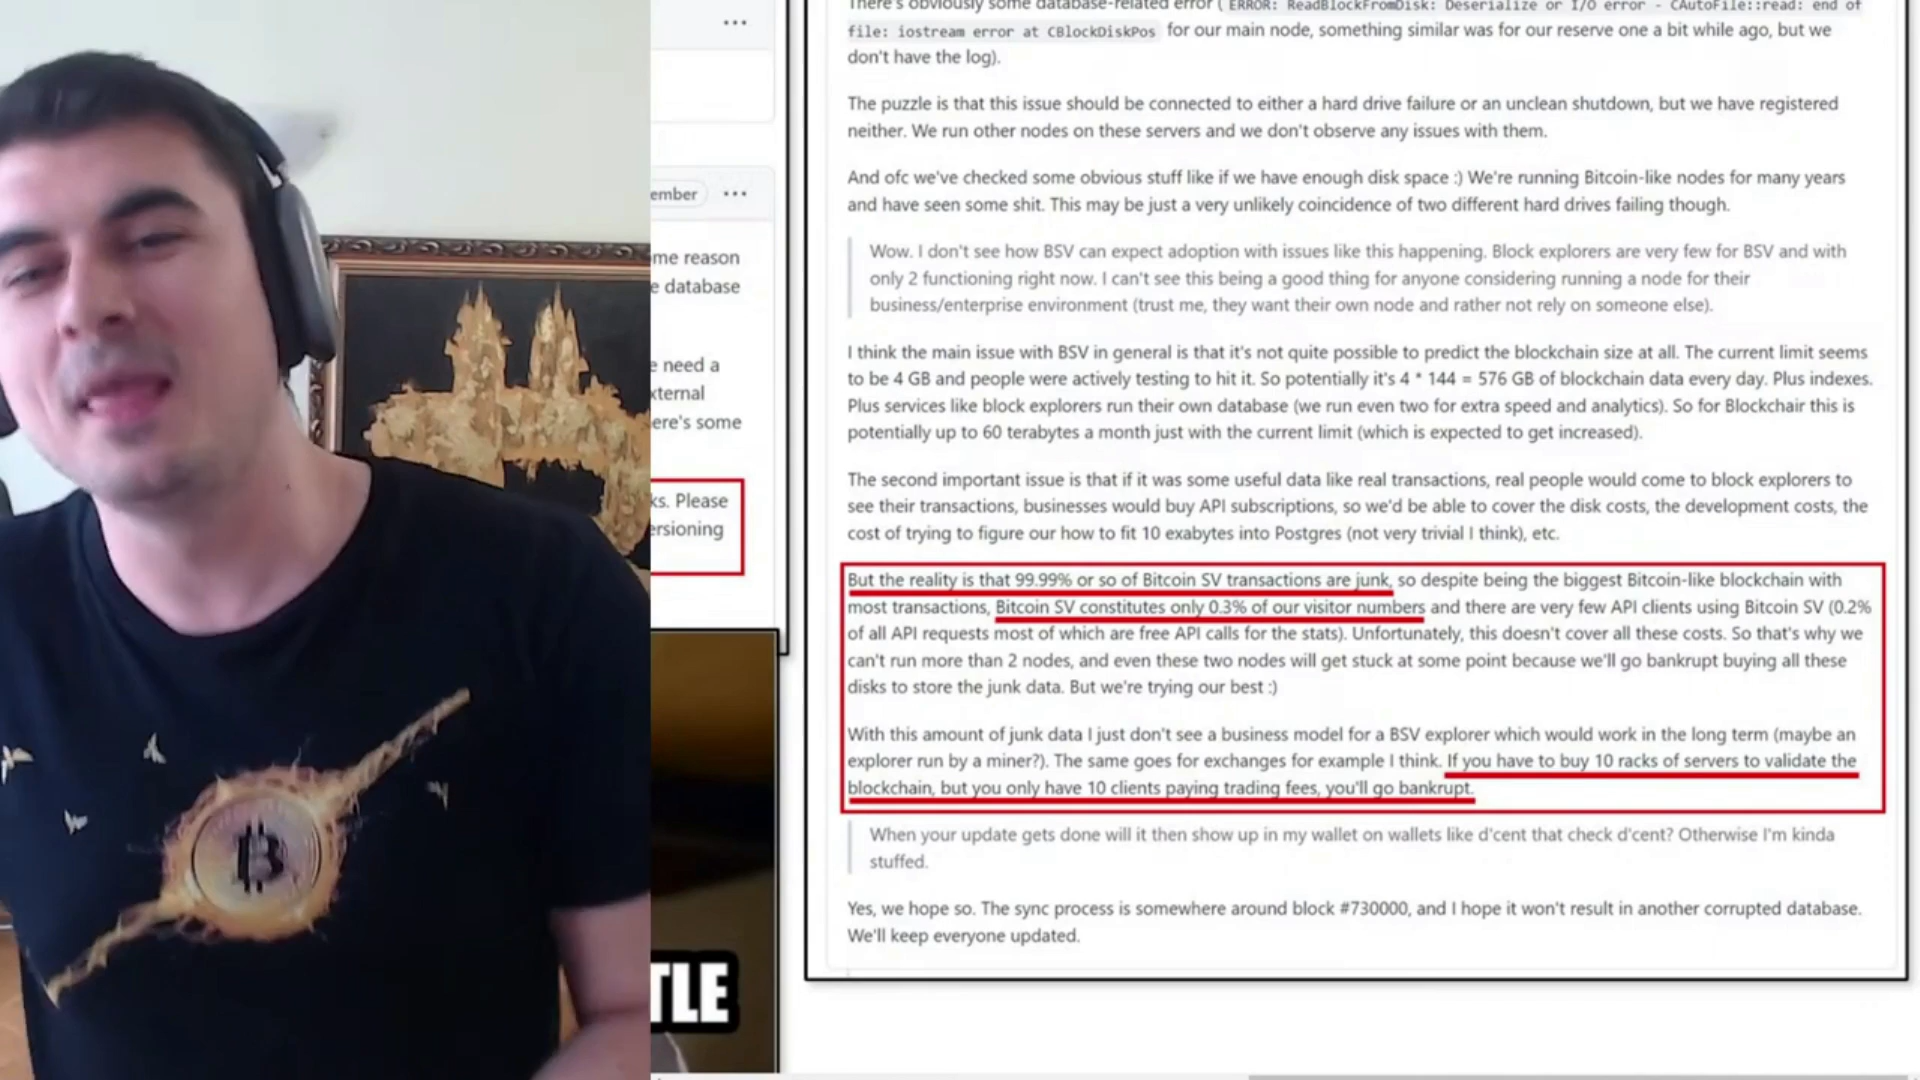 There's obviously some database-related error ( ERROR: ReadBlockFromDisk: Deserialize or I/O error - CAutoFile::read: end of
file: iostream error at CBlockDiskPos for our main node, something similar was for our reserve one a bit while ago, but we
don't have the log).
The puzzle is that this issue should be connected to either a hard drive failure or an unclean shutdown, but we have registered
neither. We run other nodes on these servers and we don't observe any issues with them.
And ofc we've checked some obvious stuff like if we have enough disk space :) We're running Bitcoin-like nodes for many years
and have seen some shit. This may be just a very unlikely coincidence of two different hard drives failing though.
Wow. I don't see how BSV can expect adoption with issues like this happening. Block explorers are very few for BSV and with
only 2 functioning right now. I can't see this being a good thing for anyone considering running a node for their
business/enterprise environment (trust me, they want their own node and rather not rely on someone else).
I think the main issue with BSV in general is that it's not quite possible to predict the blockchain size at all. The current limit seems
to be 4 GB and people were actively testing to hit it. So potentially it's 4 * 144 = 576 GB of blockchain data every day. Plus indexes.
Plus services like block explorers run their own database (we run even two for extra speed and analytics). So for Blockchair this is
potentially up to 60 terabytes a month just with the current limit (which is expected to get increased).
The second important issue is that if it was some useful data like real transactions, real people would come to block explorers to
see their transactions, businesses would buy API subscriptions, so we'd be able to cover the disk costs, the development costs, the
cost of trying to figure our how to fit 10 exabytes into Postgres (not very trivial I think), etc.
But the reality is that 99.99% or so of Bitcoin SV transactions are junk, so despite being the biggest Bitcoin-like blockchain with
most transactions, Bitcoin SV constitutes only 0.3% of our visitor numbers and there are very few API clients using Bitcoin SV (0.2%
of all API requests most of which are free API calls for the stats). Unfortunately, this doesn't cover all these costs. So that's why we
can't run more than 2 nodes, and even these two nodes will get stuck at some point because we'll go bankrupt buying all these
disks to store the junk data. But we're trying our best :)
With this amount of junk data I just don't see a business model for a BSV explorer which would work in the long term (maybe an
explorer run by a miner?). The same goes for exchanges for example I think. If you have to buy 10 racks of servers to validate the
blockchain, but you only have 10 clients paying trading fees, you'll go bankrupt.
When your update gets done will it then show up in my wallet on wallets like d'cent that check d'cent? Otherwise I'm kinda
stuffed.
Yes, we hope so. The sync process is somewhere around block #730000, and I hope it won't result in another corrupted database.
We'll keep everyone updated.
ember
me reason
e database
e need a
xternal
ere's some
ks. Please
ersioning
TLE
B